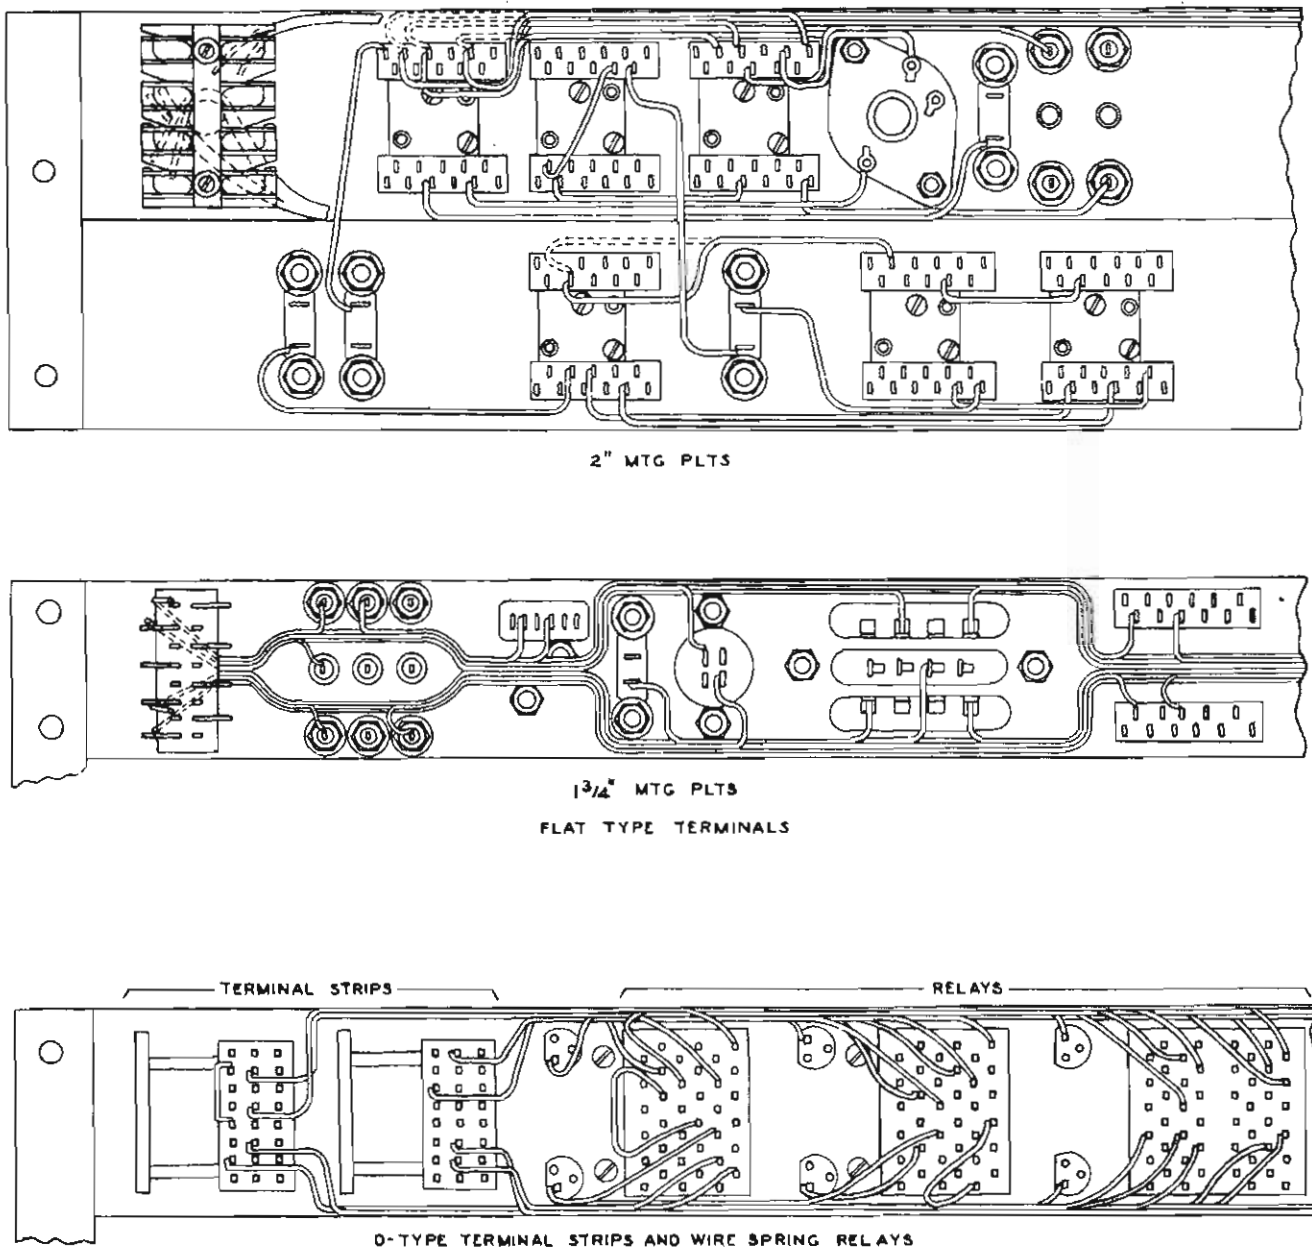 2" MTG PLTS
1 3/4" MTG PLTS
FLAT TYPE TERMINALS
TERMINAL STRIPS
RELAYS
D-TYPE TERMINAL STRIPS AND WIRE SPRING RELAYS